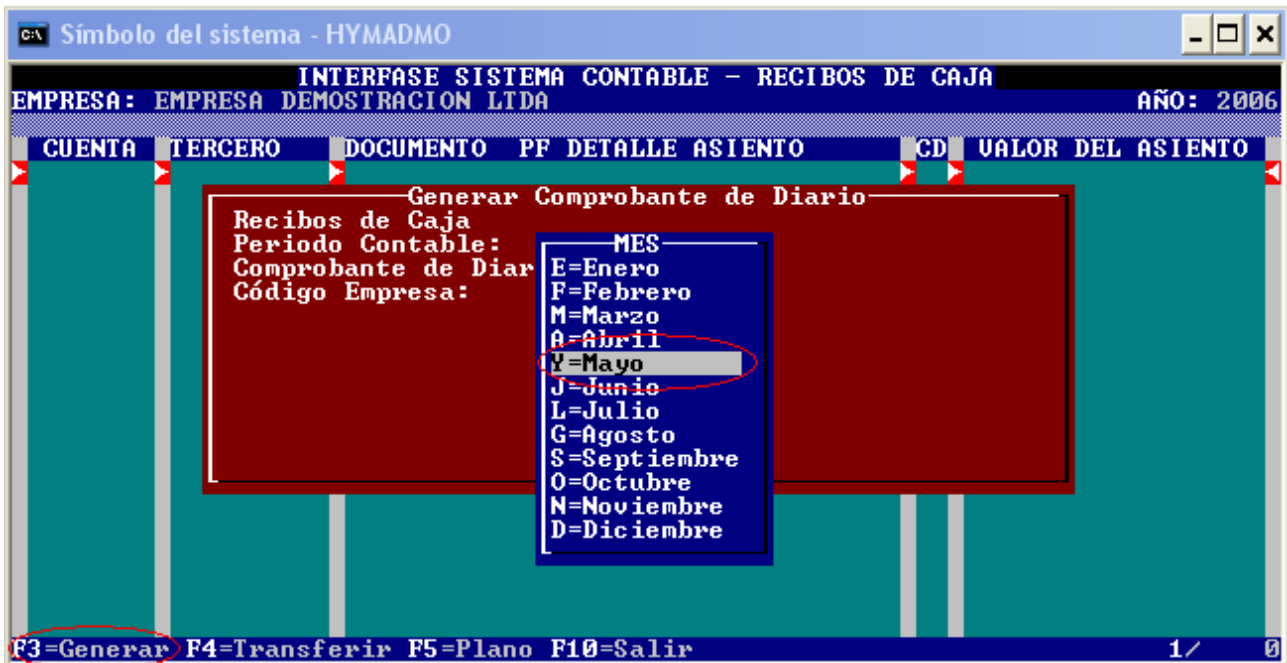 Símbolo del sistema - HYMADMO
INTERFASE SISTEMA CONTABLE - RECIBOS DE CAJA
EMPRESA: EMPRESA DEMOSTRACION LTDA AÑO: 2006
CUENTA TERCERO DOCUMENTO PF DETALLE ASIENTO CD VALOR DEL ASIENTO
Generar Comprobante de Diario
Recibos de Caja
Periodo Contable:
Comprobante de Diar
Código Empresa:
MES
E=Enero
F=Febrero
M=Marzo
A=Abril
Y=Mayo
J=Junio
L=Julio
G=Agosto
S=Septiembre
O=Octubre
N=Noviembre
D=Diciembre
F3=Generar F4=Transferir F5=Plano F10=Salir 1/ 0